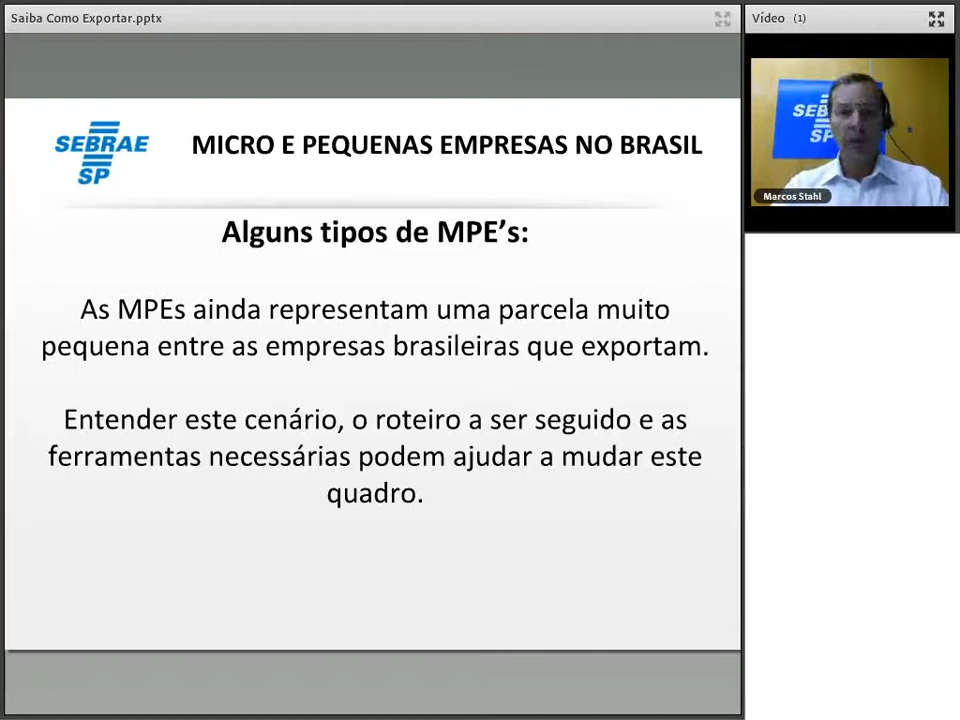 Saiba Como Exportar.pptx
Vídeo (1)
SEBRAE
SP
MICRO E PEQUENAS EMPRESAS NO BRASIL
SEB
SP
Marcos Stahl
Alguns tipos de MPE’s:
As MPEs ainda representam uma parcela muito
pequena entre as empresas brasileiras que exportam.
Entender este cenário, o roteiro a ser seguido e as
ferramentas necessárias podem ajudar a mudar este
quadro.